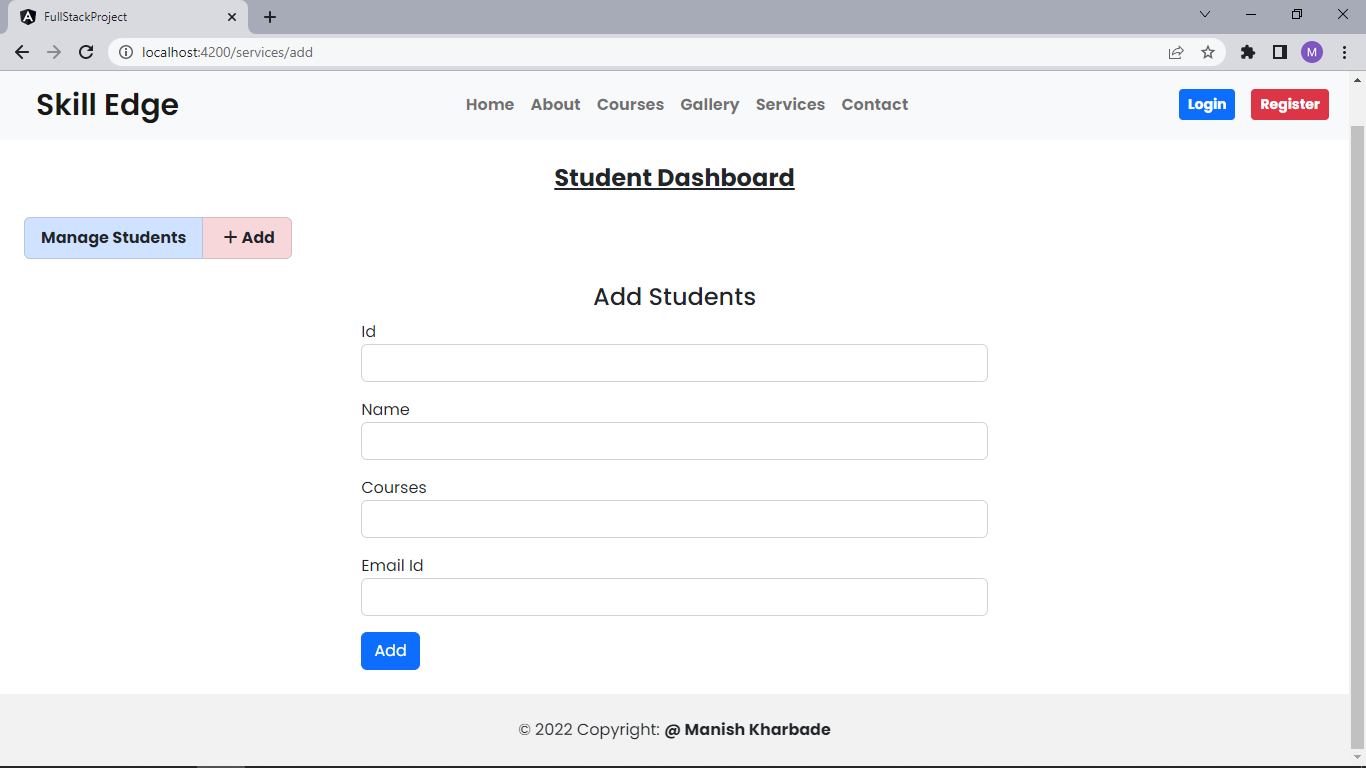 FullStackProject
localhost:4200/services/add
M
Skill Edge
Home About Courses Gallery Services Contact
Login Register
Student Dashboard
Manage Students + Add
Add Students
Id
Name
Courses
Email Id
Add
© 2022 Copyright: @ Manish Kharbade